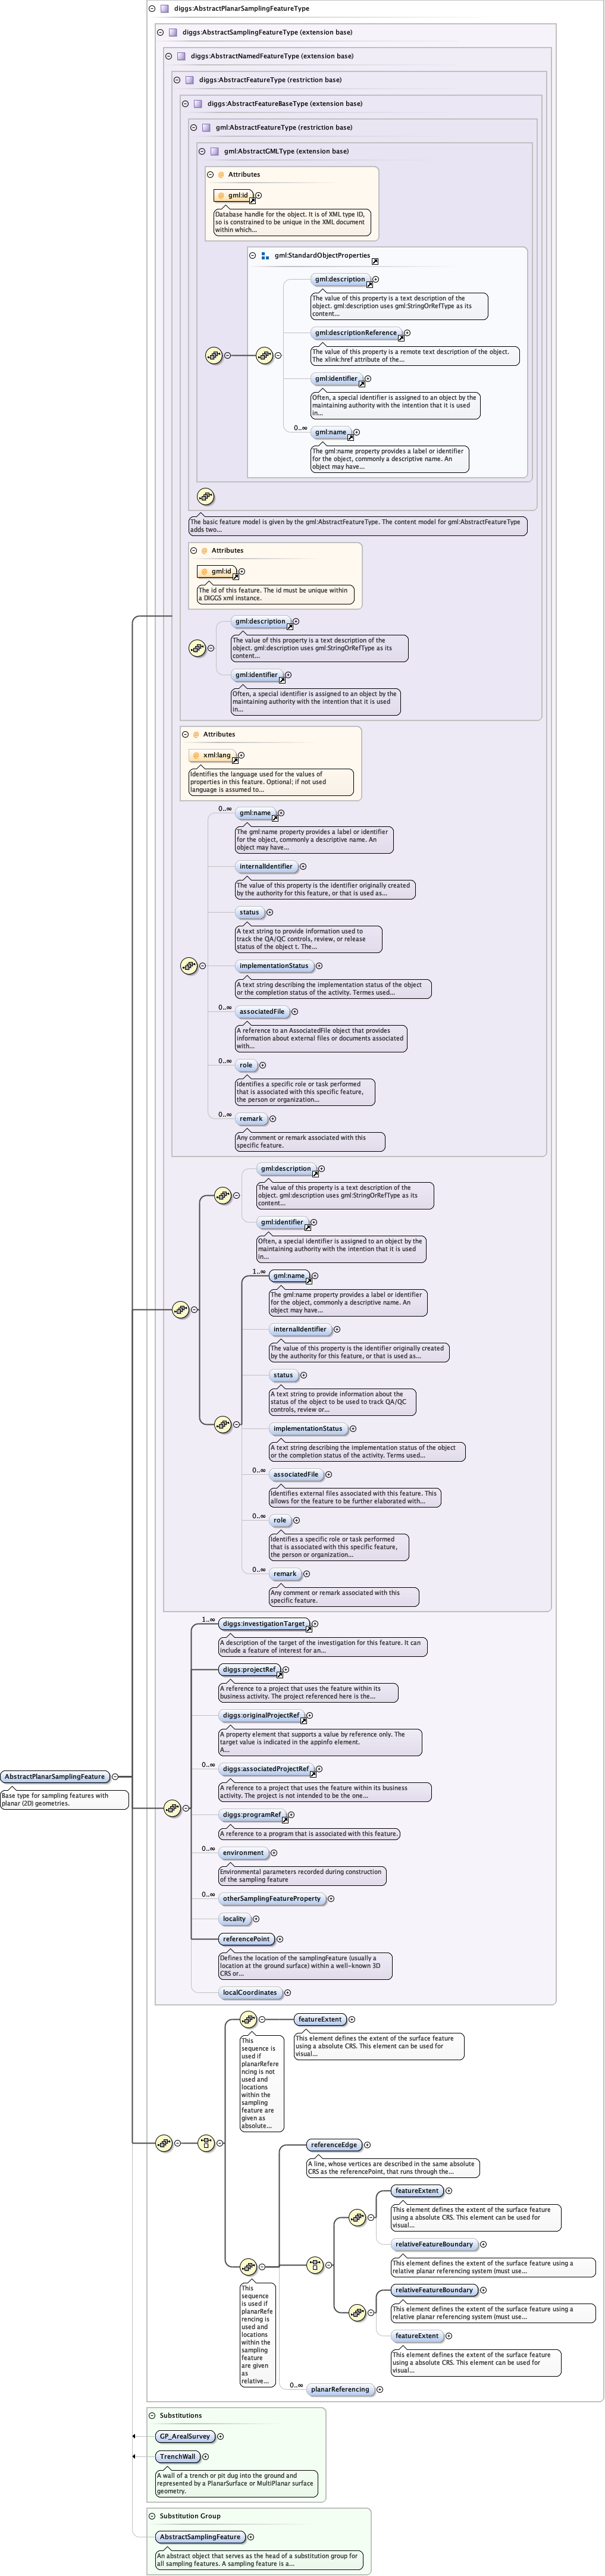 diggs:AbstractPlanarSamplingFeatureType
diggs:AbstractSamplingFeatureType (extension base)
diggs:AbstractNamedFeatureType (extension base)
diggs:AbstractFeatureType (restriction base)
diggs:AbstractFeatureBaseType (extension base)
gml:AbstractFeatureType (restriction base)
gml:AbstractGMLType (extension base)
Attributes
gml:id
Database handle for the object. It is of XML type ID,
so is constrained to be unique in the XML document
within which...
gml:StandardObjectProperties
gml:description
The value of this property is a text description of the
object. gml:description uses gml:StringOrRefType as its
content...
gml:descriptionReference
The value of this property is a remote text description of the object.
The xlink:href attribute of the...
gml:identifier
Often, a special identifier is assigned to an object by the
maintaining authority with the intention that it is used
in...
0..∞
gml:name
The gml:name property provides a label or identifier
for the object, commonly a descriptive name. An
object may have...
The basic feature model is given by the gml:AbstractFeatureType. The content model for gml:AbstractFeatureType
adds two...
Attributes
gml:id
The id of this feature. The id must be unique within
a DIGGS xml instance.
gml:description
The value of this property is a text description of the
object. gml:description uses gml:StringOrRefType as its
content...
gml:identifier
Often, a special identifier is assigned to an object by the
maintaining authority with the intention that it is used
in...
Attributes
xml:lang
Identifies the language used for the values of
properties in this feature. Optional; if not used
language is assumed to...
0..∞
gml:name
The gml:name property provides a label or identifier
for the object, commonly a descriptive name. An
object may have...
internalIdentifier
The value of this property is the identifier originally created
by the authority for this feature, or that is used as...
status
A text string to provide information used to
track the QA/QC controls, review, or release
status of the object t. The...
implementationStatus
A text string describing the implementation status of the object
or the completion status of the activity. Termes used...
0..∞
associatedFile
A reference to an AssociatedFile object that provides
information about external files or documents associated
with...
0..∞
role
Identifies a specific role or task performed
that is associated with this specific feature,
the person or organization...
0..∞
remark
Any comment or remark associated with this
specific feature.
gml:description
The value of this property is a text description of the
object. gml:description uses gml:StringOrRefType as its
content...
gml:identifier
Often, a special identifier is assigned to an object by the
maintaining authority with the intention that it is used
in...
1..∞
gml:name
The gml:name property provides a label or identifier
for the object, commonly a descriptive name. An
object may have...
internalIdentifier
The value of this property is the identifier originally created
by the authority for this feature, or that is used as...
status
A text string to provide information about the
status of the object to be used to track QA/QC
controls, review or...
implementationStatus
A text string describing the implementation status of the object
or the completion status of the activity. Terms used...
0..∞
associatedFile
Identifies external files associated with this feature. This
allows for the feature to be further elaborated with...
0..∞
role
Identifies a specific role or task performed
that is associated with this specific feature,
the person or organization...
0..∞
remark
Any comment or remark associated with this
specific feature.
1..∞
diggs:investigationTarget
A description of the target of the investigation for this feature. It can
include a feature of interest for an...
diggs:projectRef
A reference to a project that uses the feature within its
business activity. The project referenced here is the...
diggs:originalProjectRef
A property element that supports a value by reference only. The
target value is indicated in the appinfo element.
A...
0..∞
diggs:associatedProjectRef
A reference to a project that uses the feature within its business
activity. The project is not intended to be the one...
diggs:programRef
A reference to a program that is associated with this feature.
0..∞
environment
Environmental parameters recorded during construction
of the sampling feature
0..∞
otherSamplingFeatureProperty
locality
referencePoint
Defines the location of the samplingFeature (usually a
location at the ground surface) within a well-known 3D
CRS or...
localCoordinates
AbstractPlanarSamplingFeature
Base type for sampling features with
planar (2D) geometries.
This
sequence is
used if
planarRefere
ncing is not
used and
locations
within the
sampling
feature are
given as
absolute...
featureExtent
This element defines the extent of the surface feature
using a absolute CRS. This element can be used for
visual...
referenceEdge
A line, whose vertices are described in the same absolute
CRS as the referencePoint, that runs through the...
featureExtent
This element defines the extent of the surface feature
using a absolute CRS. This element can be used for
visual...
relativeFeatureBoundary
This element defines the extent of the surface feature using a
relative planar referencing system (must use...
relativeFeatureBoundary
This element defines the extent of the surface feature using a
relative planar referencing system (must use...
featureExtent
This element defines the extent of the surface feature
using a absolute CRS. This element can be used for
visual...
This
sequence
is used if
planarRefe
rencing is
used and
locations
within the
sampling
feature
are given
as
relative...
0..∞
planarReferencing
Substitutions
GP_ArealSurvey
TrenchWall
A wall of a trench or pit dug into the ground and
represented by a PlanarSurface or MultiPlanar surface
geometry.
Substitution Group
AbstractSamplingFeature
An abstract object that serves as the head of a substitution group for
all sampling features. A sampling feature is a...